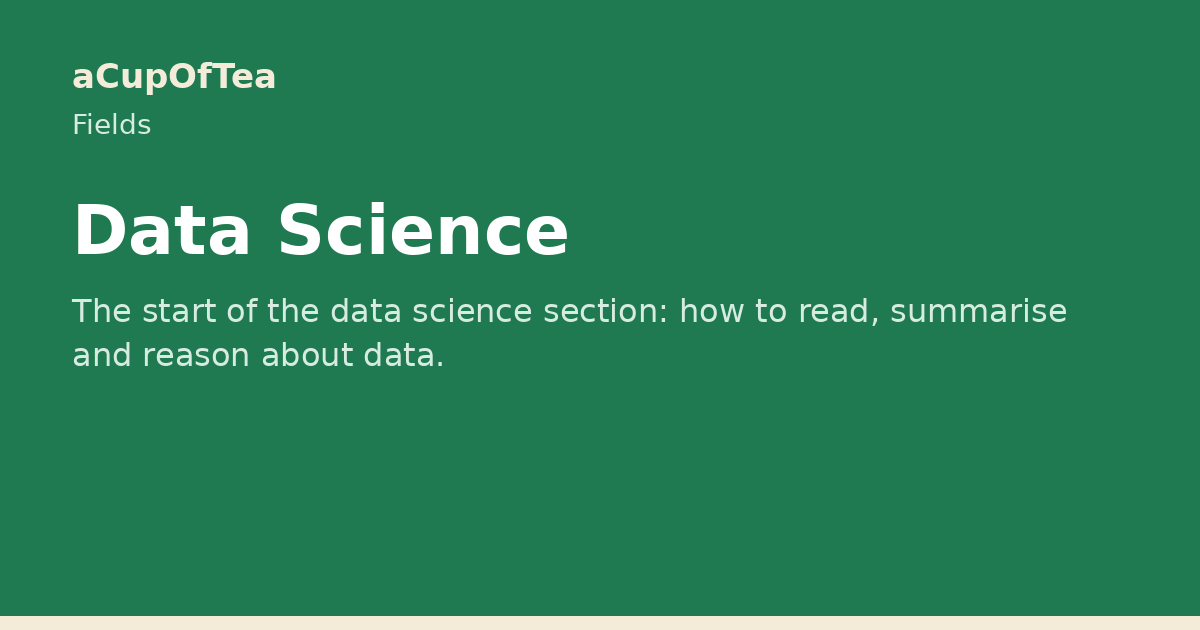 aCupOfTea
Fields
Data Science
The start of the data science section: how to read, summarise
and reason about data.